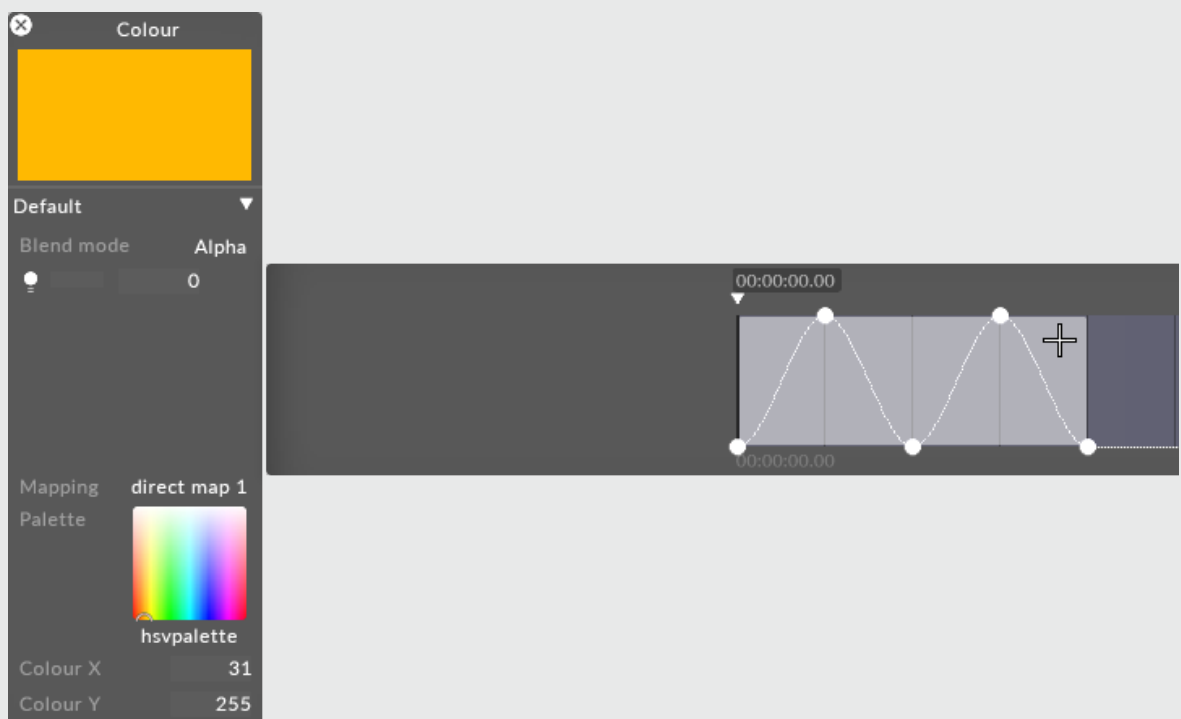 Colour
Default
Blend mode Alpha
0
00:00:00.00
00:00:00.00
Mapping direct map 1
Palette
hsvpalette
Colour X 31
Colour Y 255